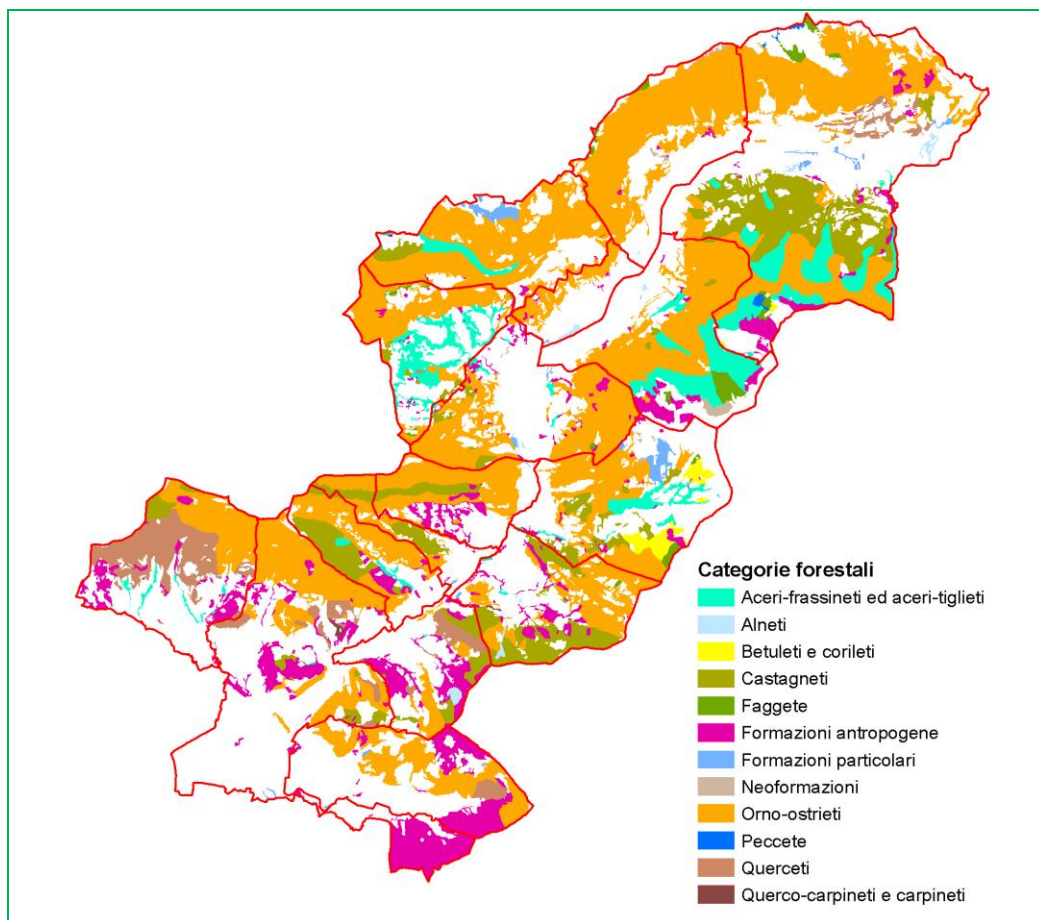 Categorie forestali
Aceri-frassineti ed aceri-tiglieti
Alneti
Betuleti e corileti
Castagneti
Faggete
Formazioni antropogene
Formazioni particolari
Neoformazioni
Orno-ostrieti
Peccete
Querceti
Querco-carpineti e carpineti